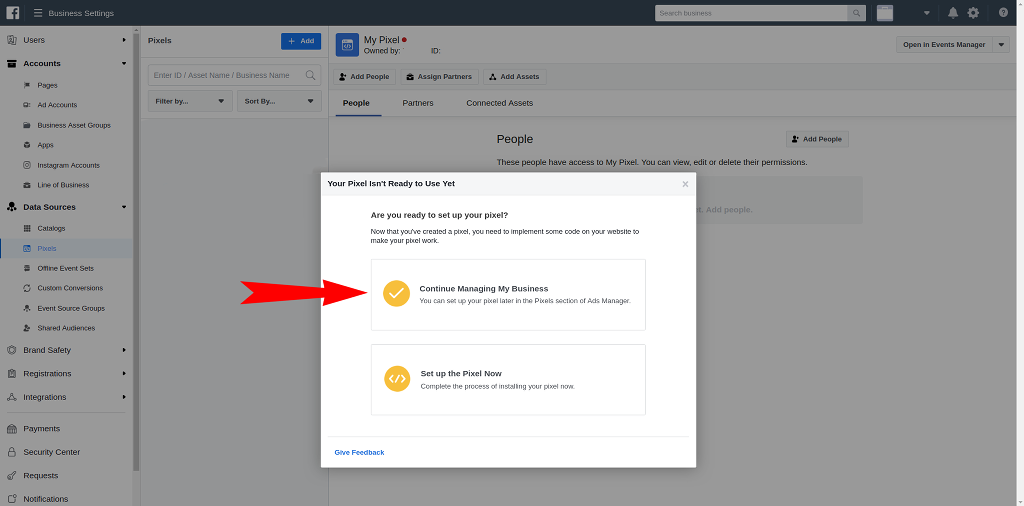 Business Settings
Search business
Users
Accounts
Pages
Ad Accounts
Business Asset Groups
Apps
Instagram Accounts
Line of Business
Data Sources
Catalogs
Pixels
Offline Event Sets
Custom Conversions
Event Source Groups
Shared Audiences
Brand Safety
Registrations
Integrations
Payments
Security Center
Requests
Notifications
Pixels
+ Add
Enter ID / Asset Name / Business Name
Filter by...
Sort By...
My Pixel
Owned by: ID:
Open in Events Manager
Add People
Assign Partners
Add Assets
People
Partners
Connected Assets
People
Add People
These people have access to My Pixel. You can view, edit or delete their permissions.
Add people.
Your Pixel Isn't Ready to Use Yet
Are you ready to set up your pixel?
Now that you've created a pixel, you need to implement some code on your website to
make your pixel work.
Continue Managing My Business
You can set up your pixel later in the Pixels section of Ads Manager.
Set up the Pixel Now
Complete the process of installing your pixel now.
Give Feedback